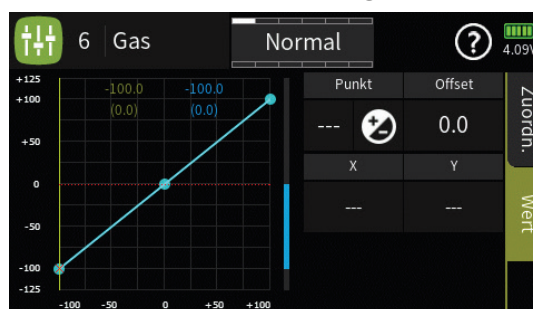 6 Gas Normal ? 4.09V
+125
+100
+50
0
-50
-100
-125
-100 -50 0 +50 +100
-100.0 -100.0
(0.0) (0.0)
Punkt Offset
--- 0.0
X Y
--- ---
Zuordn.
Wert